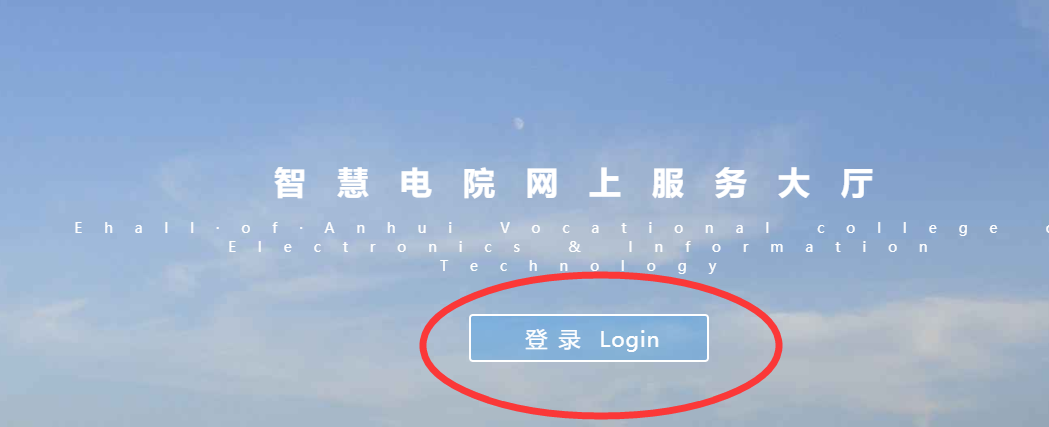 智慧电院网上服务大厅
Ehall·of·Anhui Vocational college
Electronics & Information
Technology
登录 Login